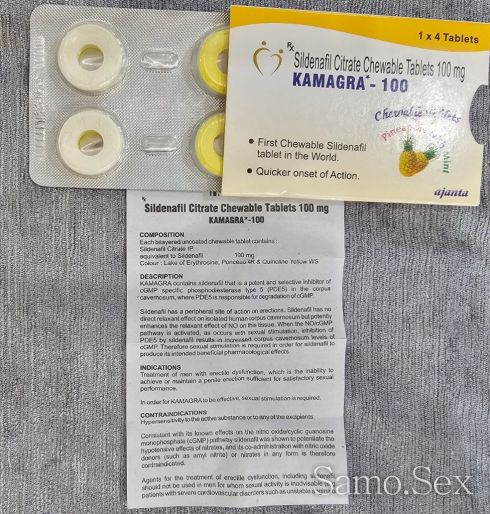 1 x 4 Tablets
Rx
Sildenafil Citrate Chewable Tablets 100 mg
KAMAGRA* - 100
Chewable Tablets
Pineapple Mint
• First Chewable Sildenafil
tablet in the World.
• Quicker onset of Action.
ajanta
Rx
Sildenafil Citrate Chewable Tablets 100 mg
KAMAGRA*-100
COMPOSITION
Each bilayered uncoated chewable tablet contains:
Sildenafil Citrate IP
equivalent to Sildenafil 100 mg
Colour : Lake of Erythrosine, Ponceau 4R & Quinoline Yellow WS
DESCRIPTION
KAMAGRA contains sildenafil that is a potent and selective inhibitor of
cGMP specific phosphodiesterase type 5 (PDE5) in the corpus
cavernosum, where PDE5 is responsible for degradation of cGMP.
Sildenafil has a peripheral site of action on erections. Sildenafil has no
direct relaxant effect on isolated human corpus cavernosum but potently
enhances the relaxant effect of NO on this tissue. When the NO/cGMP
pathway is activated, as occurs with sexual stimulation, inhibition of
PDE5 by sildenafil results in increased corpus cavernosum levels of
cGMP. Therefore sexual stimulation is required in order for sildenafil to
produce its intended beneficial pharmacological effects.
INDICATIONS
Treatment of men with erectile dysfunction, which is the inability to
achieve or maintain a penile erection sufficient for satisfactory sexual
performance.
In order for KAMAGRA to be effective, sexual stimulation is required.
CONTRAINDICATIONS
Hypersensitivity to the active substance or to any of the excipients.
Consistent with its known effects on the nitric oxide/cyclic guanosine
monophosphate (cGMP) pathway sildenafil was shown to potentiate the
hypotensive effects of nitrates, and its co-administration with nitric oxide
donors (such as amyl nitrite) or nitrates in any form is therefore
contraindicated.
Agents for the treatment of erectile dysfunction, including sildenafil
should not be used in men for whom sexual activity is inadvisable
patients with severe cardiovascular disorders such as unstable
Samo.Sex